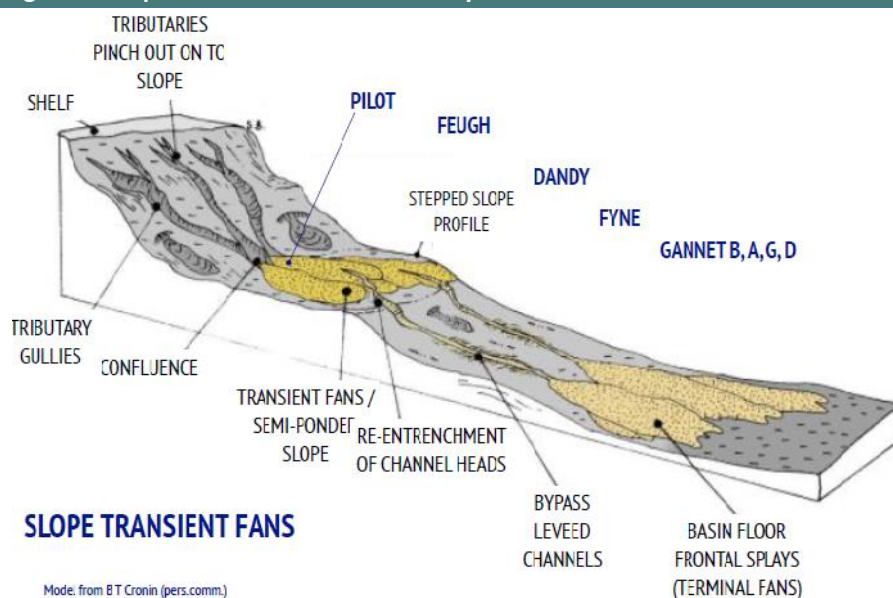 TRIBUTARIES
PINCH OUT ON TO
SLOPE
SHELF
PILOT
FEUGH
DANDY
STEPPED SLOPE
PROFILE
FYNE
GANNET B, A, G, D
TRIBUTARY
GULLIES
CONFLUENCE
TRANSIENT FANS /
SEMI-PONDED
SLOPE
RE-ENTRENCHMENT
OF CHANNEL HEADS
BYPASS
LEVEED
CHANNELS
BASIN FLOOR
FRONTAL SPLAYS
(TERMINAL FANS)
SLOPE TRANSIENT FANS
Model from B T Cronin (pers.comm.)